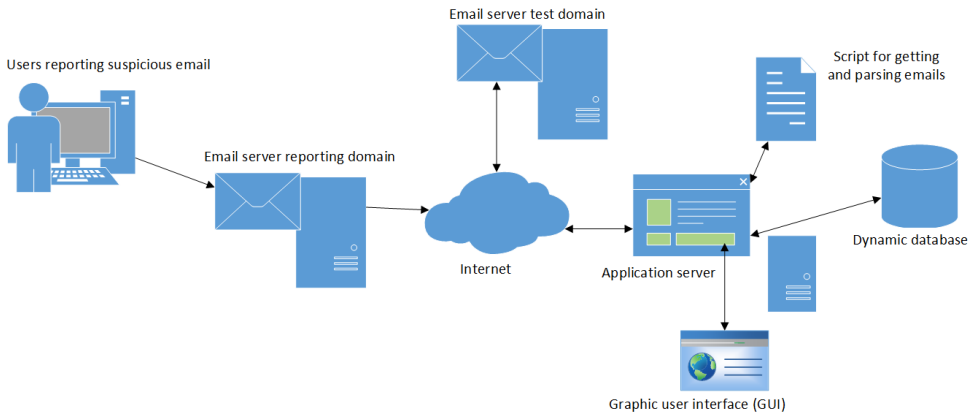 Email server test domain
Users reporting suspicious email
Script for getting
and parsing emails
Email server reporting domain
Dynamic database
Internet
Application server
Graphic user interface (GUI)